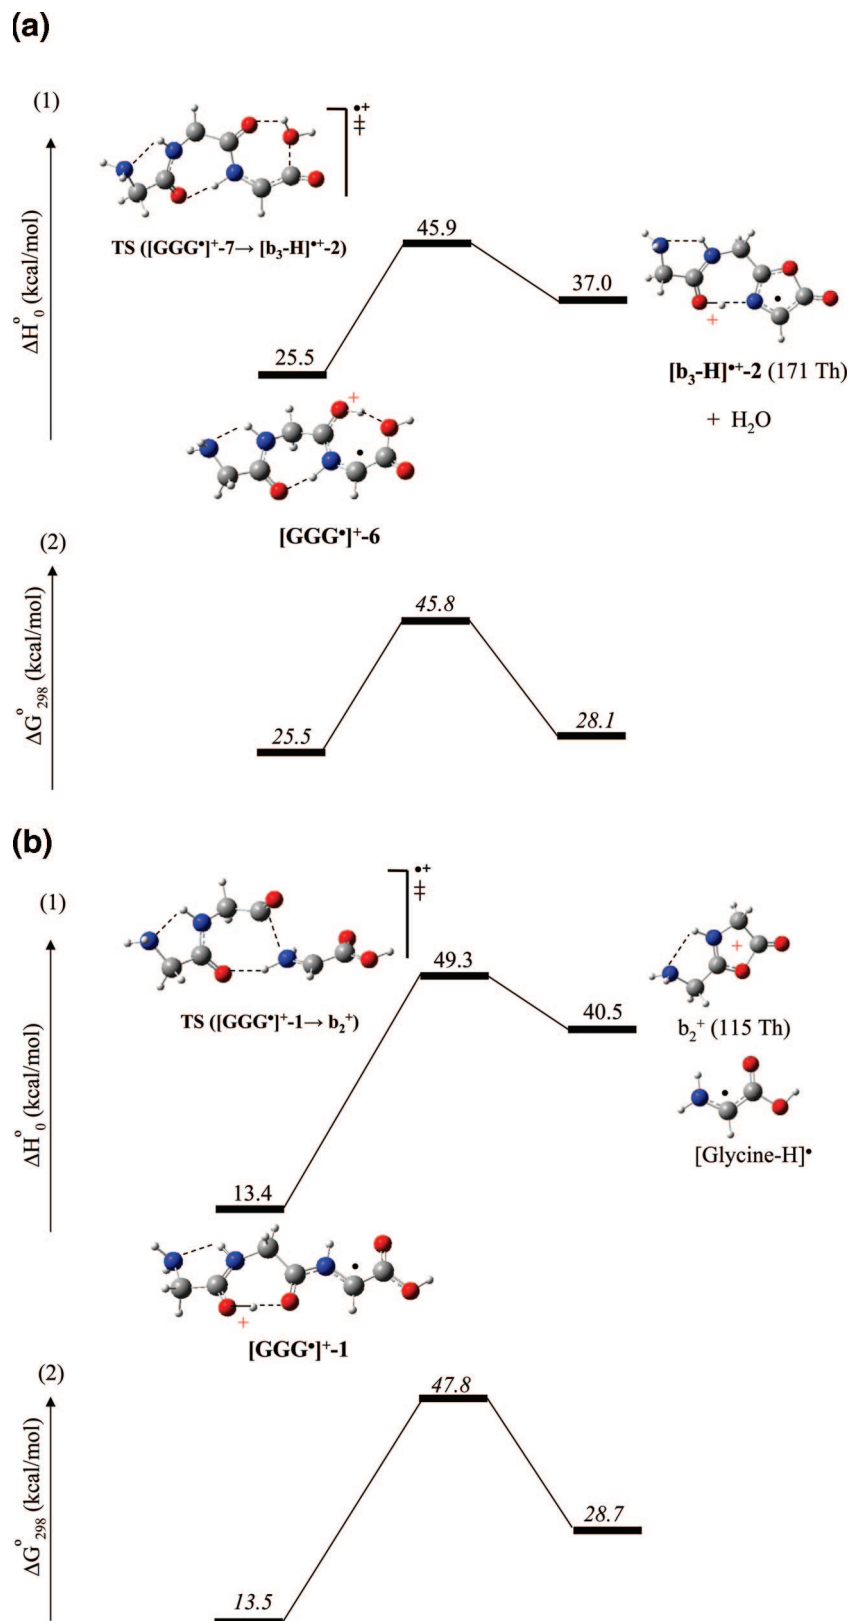 (a)
(1)
•+
‡
TS ([GGG•]+-7→ [b3-H]•+-2)
ΔH°0 (kcal/mol)
45.9
37.0
25.5
+
•
+
•
[b3-H]•+-2 (171 Th)
+ H2O
[GGG•]+-6
(2)
ΔG°298 (kcal/mol)
45.8
25.5
28.1
(b)
(1)
•+
‡
TS ([GGG•]+-1→ b2+)
ΔH°0 (kcal/mol)
49.3
40.5
13.4
+
b2+ (115 Th)
•
[Glycine-H]•
•
+
[GGG•]+-1
(2)
ΔG°298 (kcal/mol)
47.8
28.7
13.5